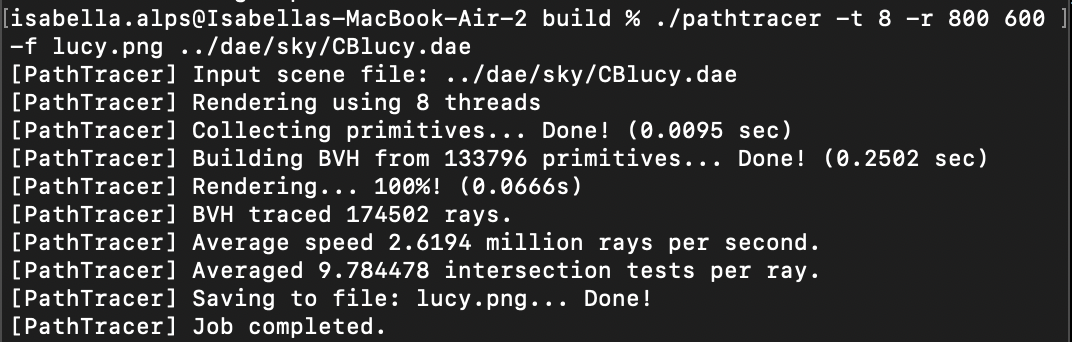 [isabella.alps@Isabellas-MacBook-Air-2 build % ./pathtracer -t 8 -r 800 600 ]
-f lucy.png ../dae/sky/CBlucy.dae
[PathTracer] Input scene file: ../dae/sky/CBlucy.dae
[PathTracer] Rendering using 8 threads
[PathTracer] Collecting primitives... Done! (0.0095 sec)
[PathTracer] Building BVH from 133796 primitives... Done! (0.2502 sec)
[PathTracer] Rendering... 100%! (0.0666s)
[PathTracer] BVH traced 174502 rays.
[PathTracer] Average speed 2.6194 million rays per second.
[PathTracer] Averaged 9.784478 intersection tests per ray.
[PathTracer] Saving to file: lucy.png... Done!
[PathTracer] Job completed.